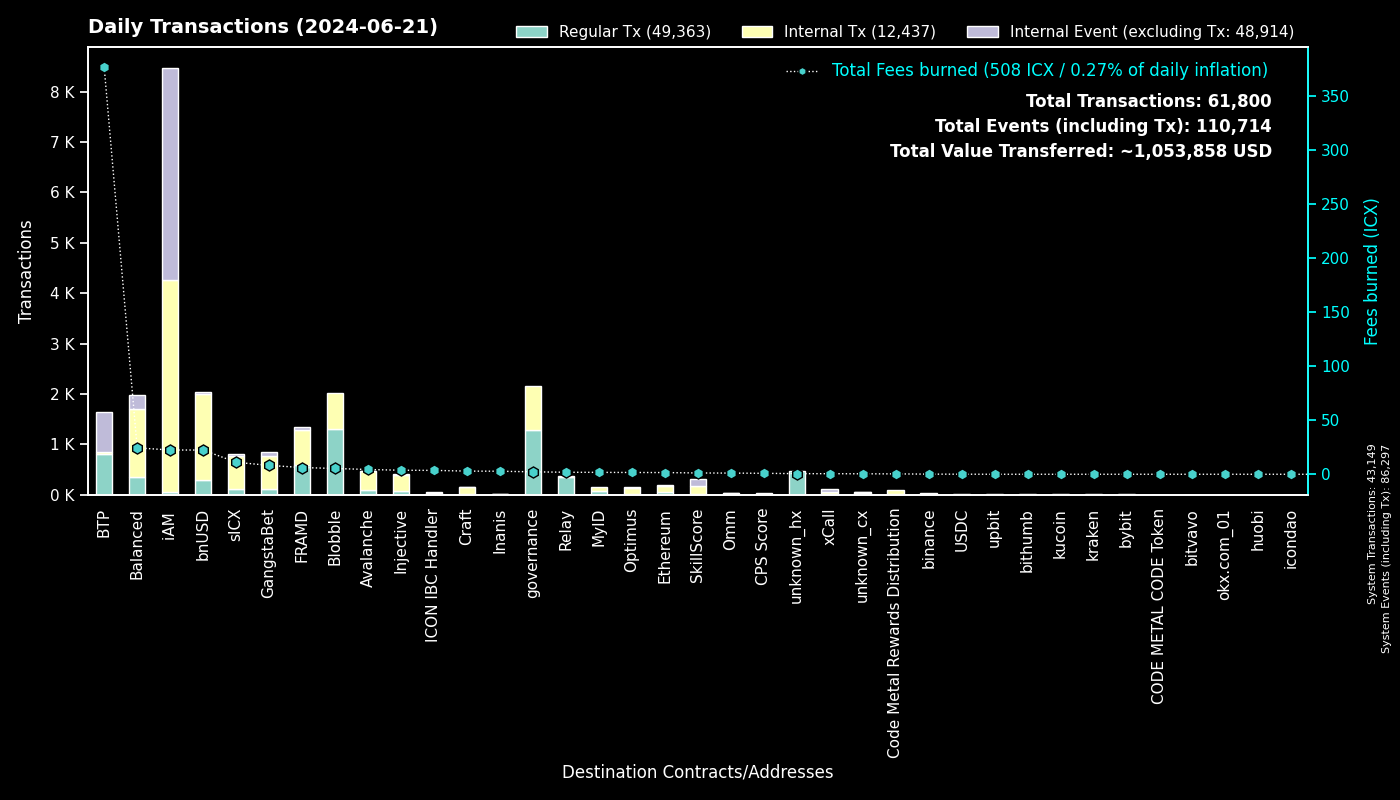 Daily Transactions (2024-06-21)
Regular Tx (49,363)
Internal Tx (12,437)
Internal Event (excluding Tx: 48,914)
Total Fees burned (508 ICX / 0.27% of daily inflation)
Total Transactions: 61,800
Total Events (including Tx): 110,714
Total Value Transferred: ~1,053,858 USD
Transactions
8 K
7 K
6 K
5 K
4 K
3 K
2 K
1 K
0 K
350
300
250
200
150
100
50
0
Fees burned (ICX)
BTP
Balanced
iAM
bnUSD
sICX
GangstaBet
FRAMD
Blobble
Avalanche
Injective
ICON IBC Hander
Craft
Inanis
governance
Relay
MyID
Optimus
Ethereum
SkillScore
Omm
CPS Score
unknown_hx
xCall
unknown_cx
Code Metal Rewards Distribution
binance
USDC
upbit
bithumb
kucoin
kraken
bybit
CODE METAL CODE Token
bitvavo
okx.com_01
huobi
icondao
Destination Contracts/Addresses
System Transactions: 43,149
System Events (including Tx): 86,297